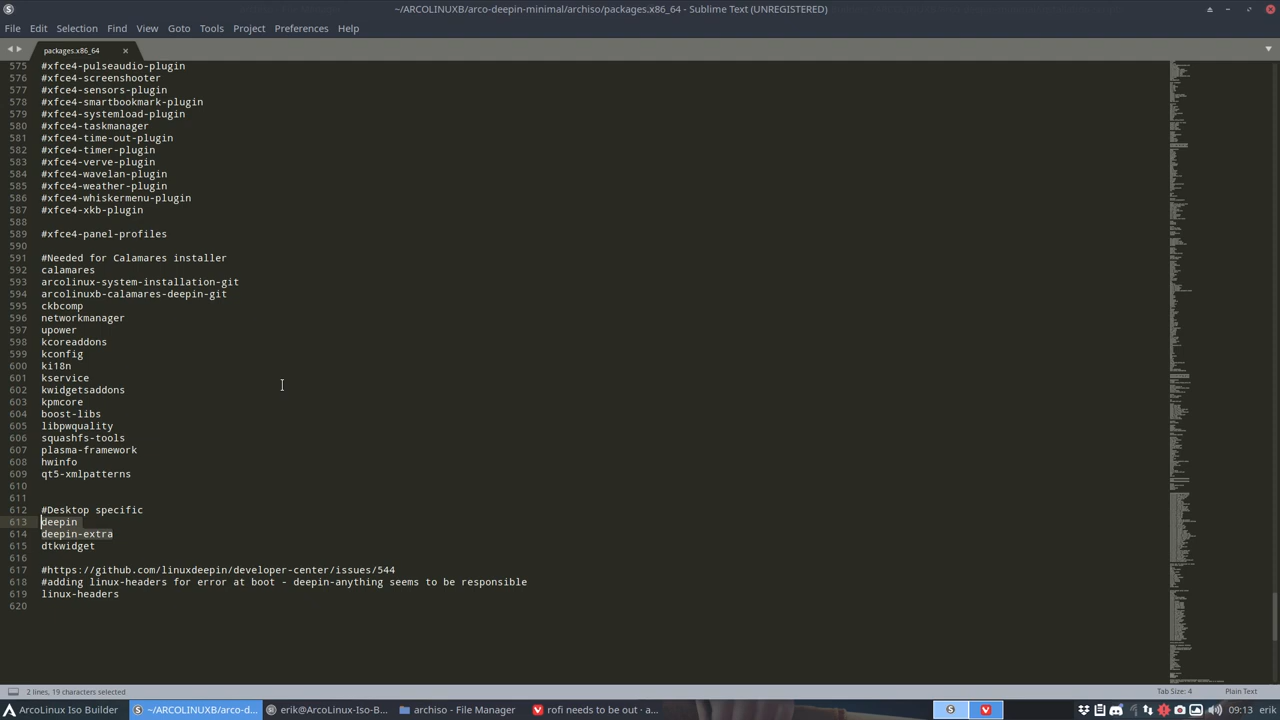 ~/ARCOLINUXB/arco-deepin-minimal/archiso/packages.x86_64 - Sublime Text (UNREGISTERED)
File Edit Selection Find View Goto Tools Project Preferences Help
packages.x86_64 ×
575 #xfce4-pulseaudio-plugin
576 #xfce4-screenshooter
577 #xfce4-sensors-plugin
578 #xfce4-smartbookmark-plugin
579 #xfce4-systemload-plugin
580 #xfce4-taskmanager
581 #xfce4-time-out-plugin
582 #xfce4-timer-plugin
583 #xfce4-verve-plugin
584 #xfce4-wavelan-plugin
585 #xfce4-weather-plugin
586 #xfce4-whiskermenu-plugin
587 #xfce4-xkb-plugin
588
589 #xfce4-panel-profiles
590
591 #Needed for Calamares installer
592 calamares
593 arcolinux-system-installation-git
594 arcolinuxb-calamares-deepin-git
595 ckbcomp
596 networkmanager
597 upower
598 kcoreaddons
599 kconfig
600 ki18n
601 kservice
602 kwidgetsaddons
603 kpmcore
604 boost-libs
605 libpwquality
606 squashfs-tools
607 plasma-framework
608 hwinfo
609 qt5-xmlpatterns
610
611
612 #Desktop specific
613 deepin
614 deepin-extra
615 dtkwidget
616
617 #https://github.com/linuxdeepin/developer-center/issues/544
618 #adding linux-headers for error at boot - deepin-anything seems to be responsible
619 linux-headers
620
2 lines, 19 characters selected Tab Size: 4 Plain Text
ArcoLinux Iso Builder ~/ARCOLINUXB/arco-d... erik@ArcoLinux-Iso-B... archiso - File Manager rofi needs to be out - a... 09:13 erik